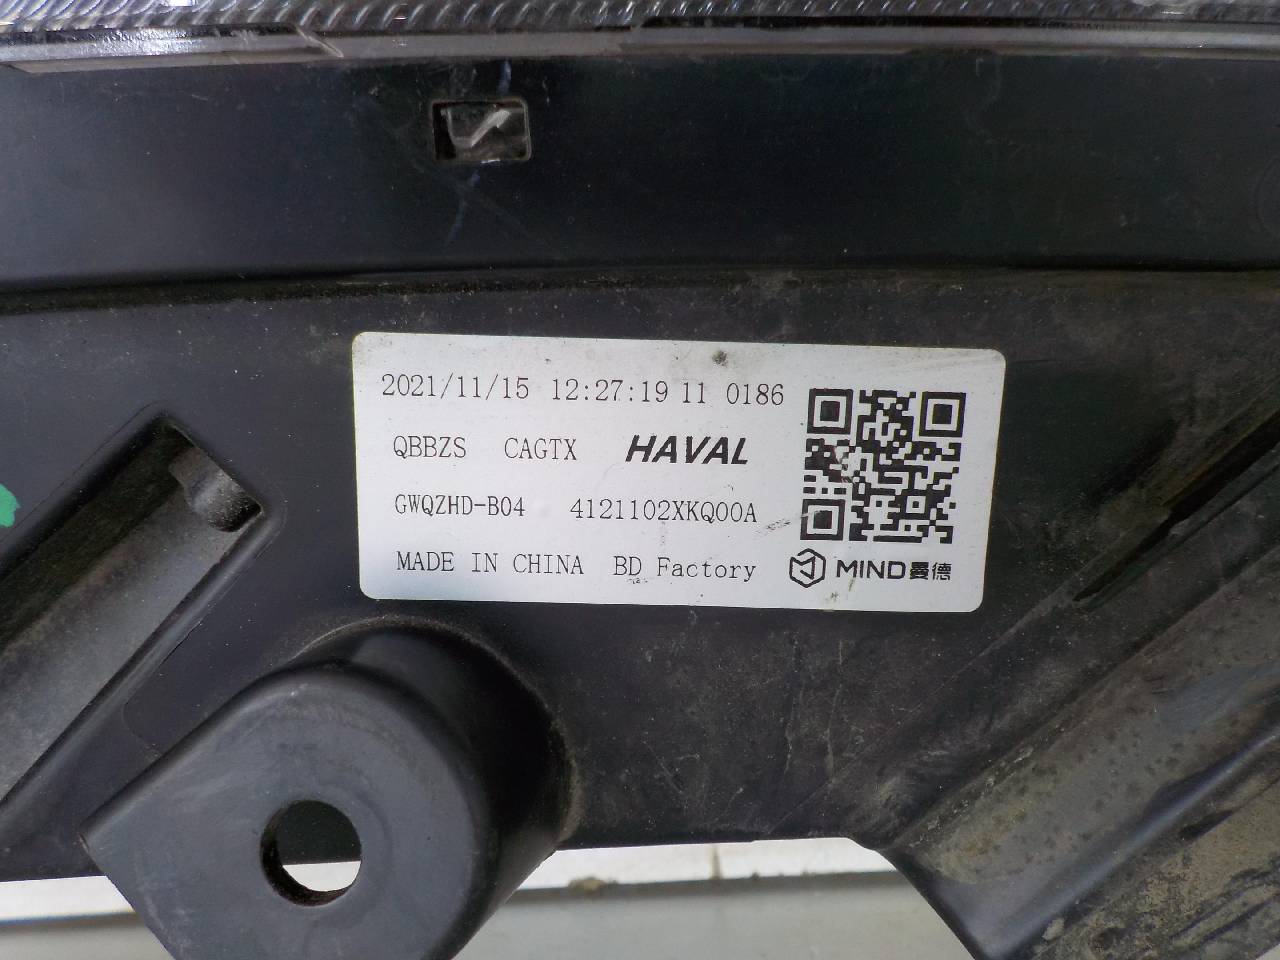 2021/11/15 12:27:19 11 0186
QBBZS CAGTX HAVAL
GWQZHD-B04 4121102XKQ00A
MADE IN CHINA BD Factory MIND曼德